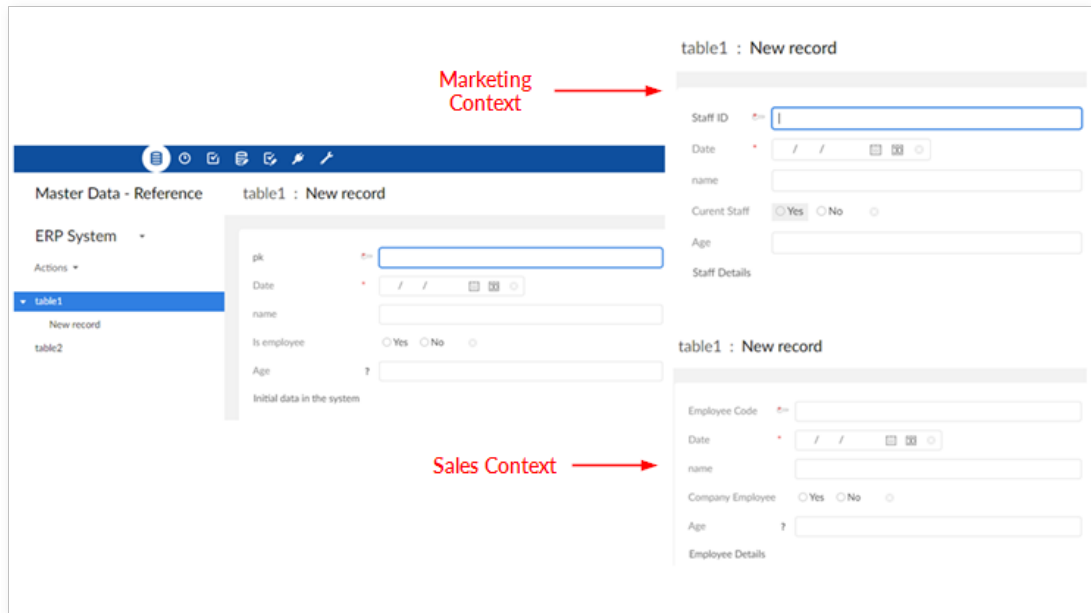 table1 : New record
Marketing
Context
Staff ID
Date * / /
name
Curent Staff Yes No
Age
Staff Details
Master Data - Reference
table1 : New record
ERP System
Actions
table1
New record
table2
pk
Date * / /
name
Is employee Yes No
Age ?
Initial data in the system
table1 : New record
Sales Context
Employee Code
Date * / /
name
Company Employee Yes No
Age ?
Employee Details